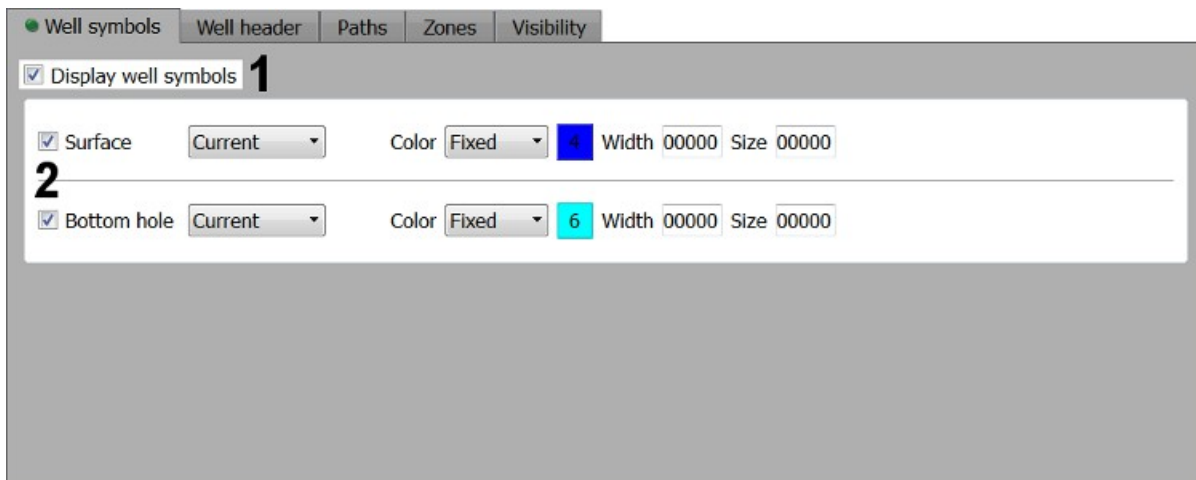 Well symbols Well header Paths Zones Visibility
Display well symbols 1
Surface Current Color Fixed 4 Width 00000 Size 00000
2
Bottom hole Current Color Fixed 6 Width 00000 Size 00000